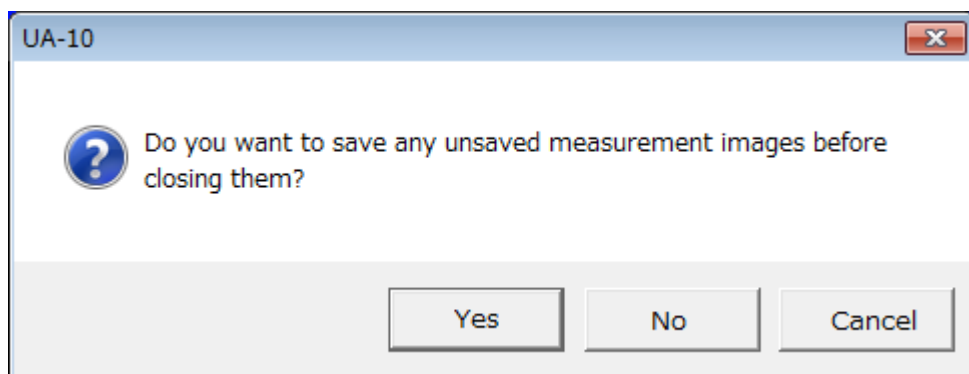 UA-10
Do you want to save any unsaved measurement images before
closing them?
Yes No Cancel